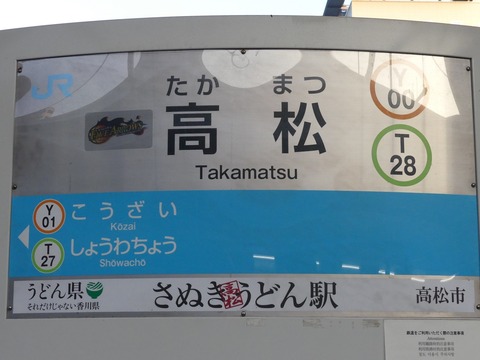 JR
たか まつ
高 松
Takamatsu
Y
00
T
28
Y
01
こうざい
Kōzai
T
27
しょうわちょう
Shōwachō
うどん県
それだけじゃない香川県
さぬきうどん駅
高松市